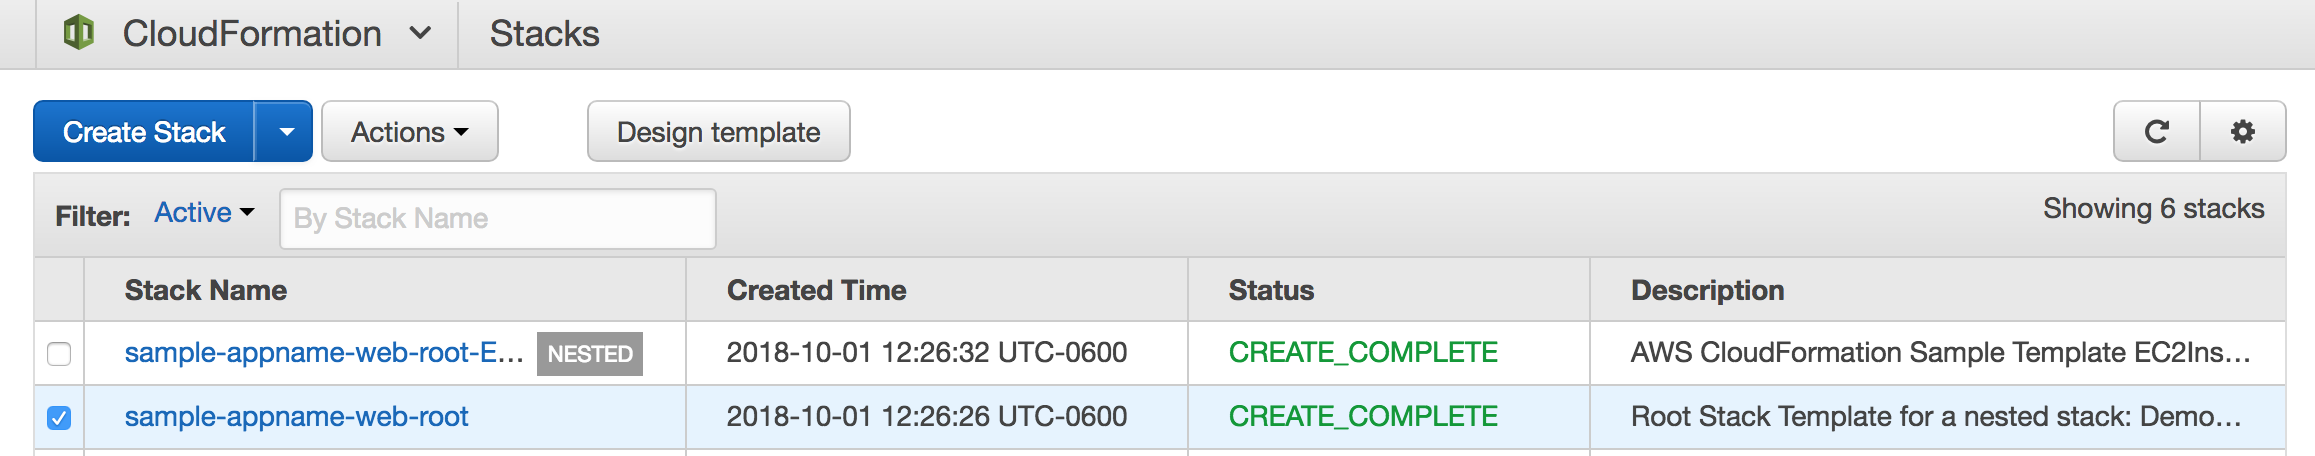 CloudFormation Stacks
Create Stack Actions Design template
Filter: Active By Stack Name Showing 6 stacks
Stack Name Created Time Status Description
sample-appname-web-root-E... NESTED 2018-10-01 12:26:32 UTC-0600 CREATE_COMPLETE AWS CloudFormation Sample Template EC2Ins...
sample-appname-web-root 2018-10-01 12:26:26 UTC-0600 CREATE_COMPLETE Root Stack Template for a nested stack: Demo...